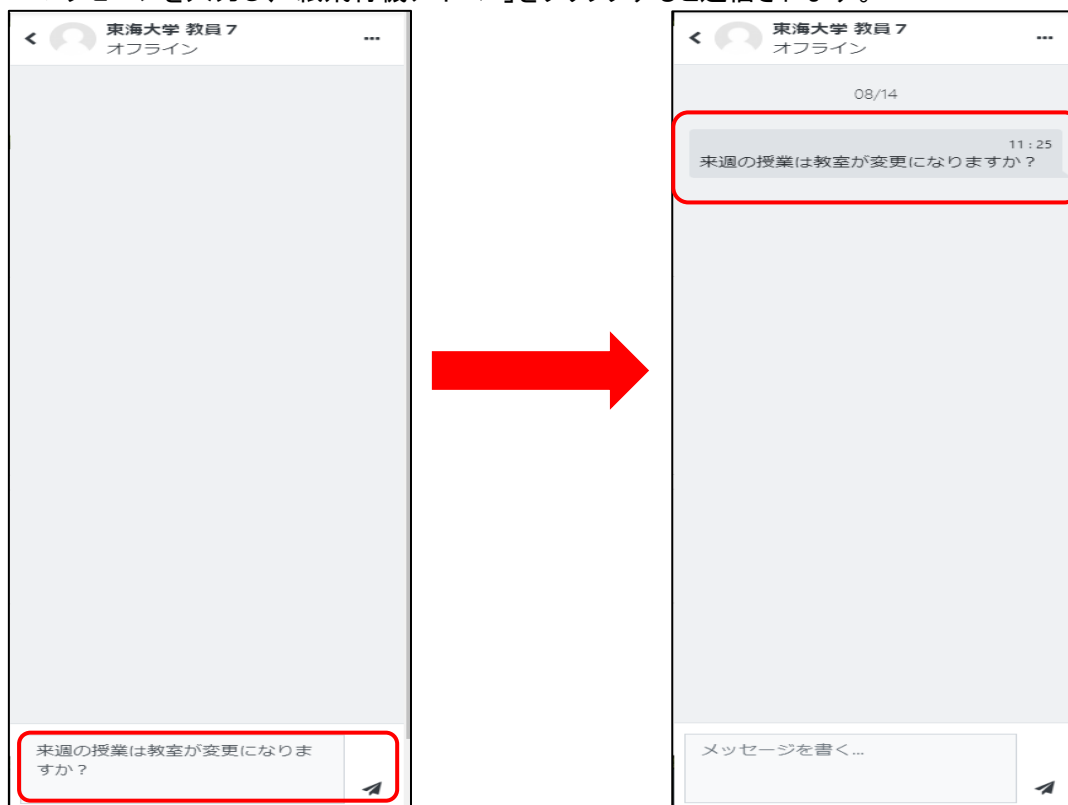 東海大学 教員７
オフライン
来週の授業は教室が変更になりま
すか？
東海大学 教員７
オフライン
08/14
11：25
来週の授業は教室が変更になりますか？
メッセージを書く...